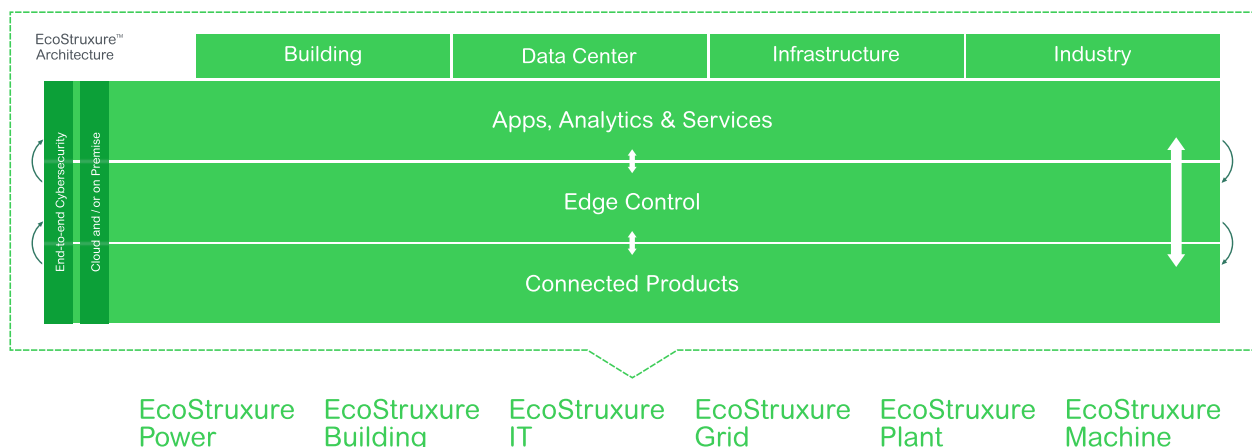 EcoStruxure™
Architecture
Building
Data Center
Infrastructure
Industry
End-to-end Cybersecurity
Cloud and / or on Premise
Apps, Analytics & Services
Edge Control
Connected Products
EcoStruxure
Power
EcoStruxure
Building
EcoStruxure
IT
EcoStruxure
Grid
EcoStruxure
Plant
EcoStruxure
Machine